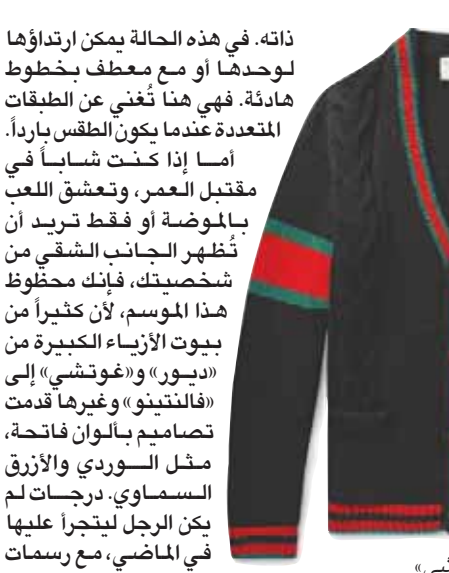 ذاته. في هذه الحالة يمكن ارتداؤها
لوحدها أو مع معطف بخطوط
هادئة. فهي هنا تُغني عن الطبقات
المتعددة عندما يكون الطقس بارداً.
أما إذا كنت شاباً في
مقتبل العمر، وتعشق اللعب
بالموضة أو فقط تريد أن
تُظهر الجانب الشقي من
شخصيتك، فإنك محظوظ
هذا الموسم، لأن كثيراً من
بيوت الأزياء الكبيرة من
«ديور» و«غوتشي» إلى
«فالنتينو» وغيرها قدمت
تصاميم بألوان فاتحة،
مثل الوردي والأزرق
السماوي. درجات لم
يكن الرجل ليتجرأ عليها
في الماضي، مع رسمات